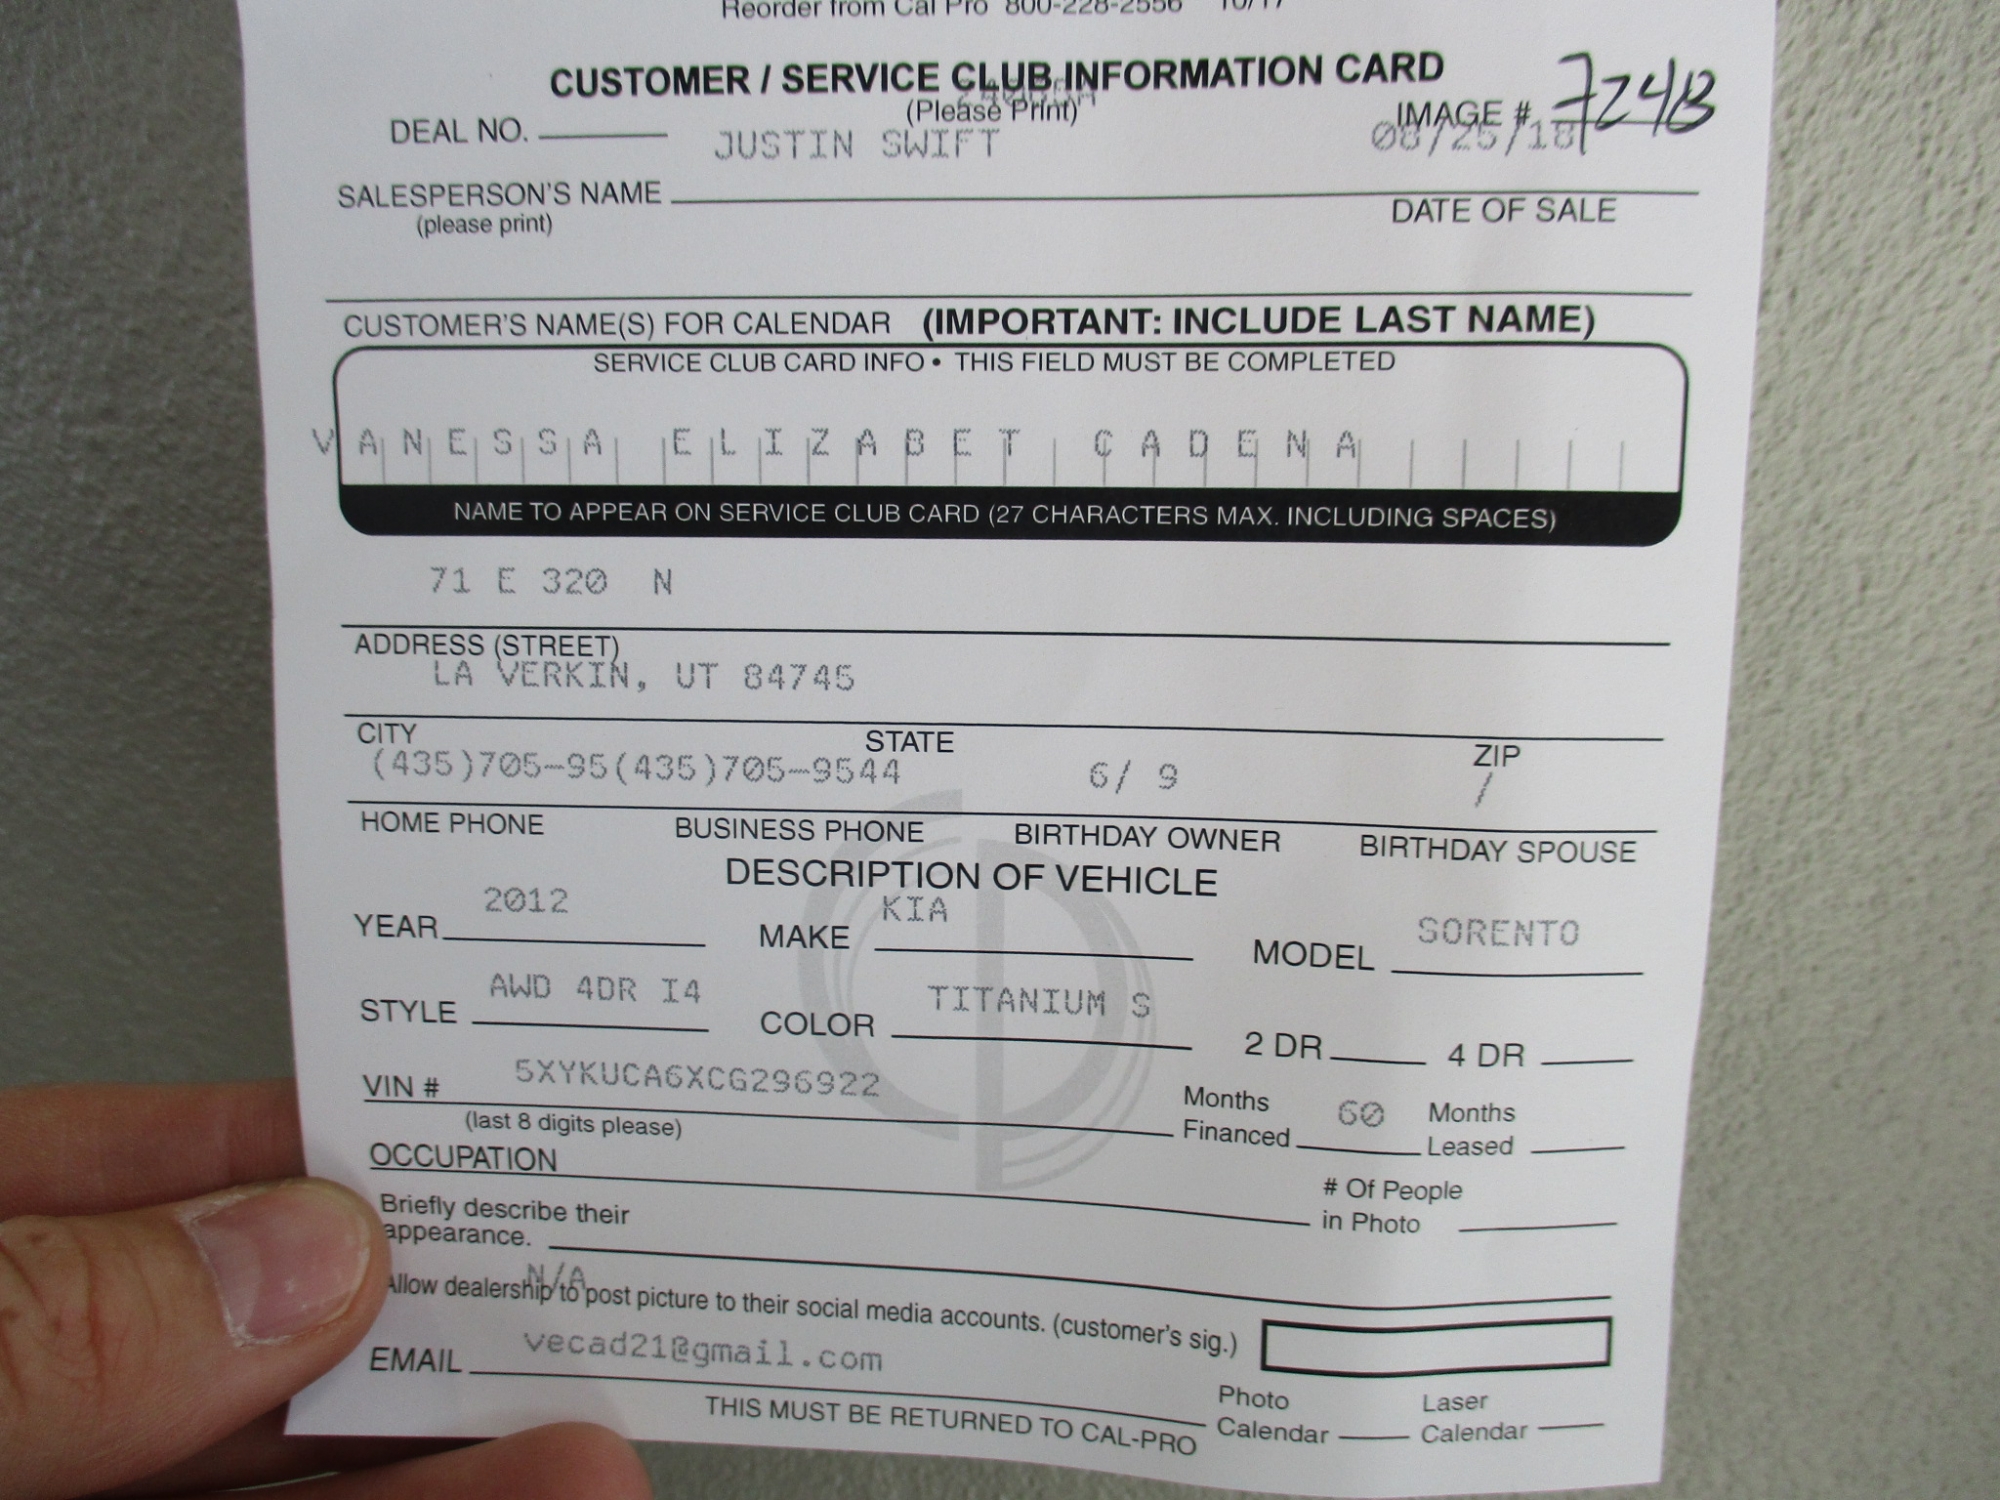 Reorder from Cal Pro 800-228-2556 10/17
CUSTOMER / SERVICE CLUB INFORMATION CARD
(Please Print)
IMAGE # 7248
DEAL NO.
JUSTIN SWIFT
08/25/18
SALESPERSON'S NAME
(please print)
DATE OF SALE
CUSTOMER'S NAME(S) FOR CALENDAR (IMPORTANT: INCLUDE LAST NAME)
SERVICE CLUB CARD INFO • THIS FIELD MUST BE COMPLETED
VANESSA ELIZABET CADENA
NAME TO APPEAR ON SERVICE CLUB CARD (27 CHARACTERS MAX. INCLUDING SPACES)
71 E 320 N
ADDRESS (STREET)
LA VERKIN, UT 84745
CITY STATE ZIP
(435)705-95(435)705-9544 6/ 9 /
HOME PHONE BUSINESS PHONE BIRTHDAY OWNER BIRTHDAY SPOUSE
DESCRIPTION OF VEHICLE
YEAR 2012 MAKE KIA MODEL SORENTO
STYLE AWD 4DR I4 COLOR TITANIUM S 2 DR 4 DR
VIN # 5XYKUCA6XCG296922
(last 8 digits please)
Months Financed 60 Months Leased
OCCUPATION
# Of People in Photo
Briefly describe their
appearance.
N/A
Allow dealership to post picture to their social media accounts. (customer's sig.)
EMAIL vecad21@gmail.com
THIS MUST BE RETURNED TO CAL-PRO
Photo Calendar Laser Calendar